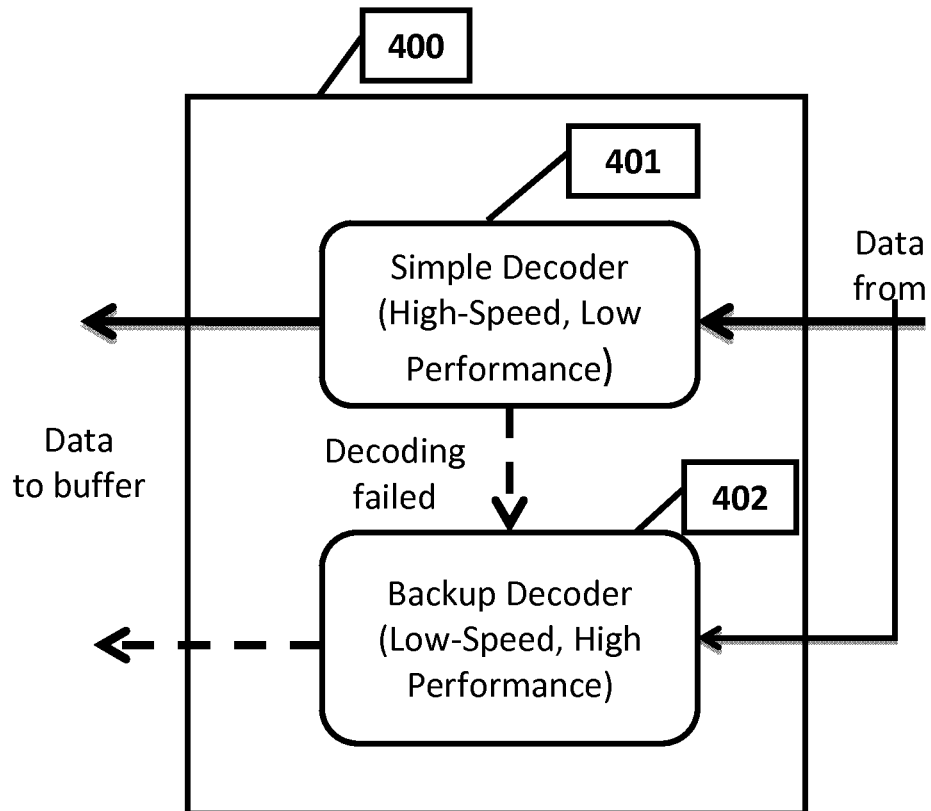 400
401
Simple Decoder
(High-Speed, Low
Performance)
Data
from
Data
to buffer
Decoding
failed
402
Backup Decoder
(Low-Speed, High
Performance)